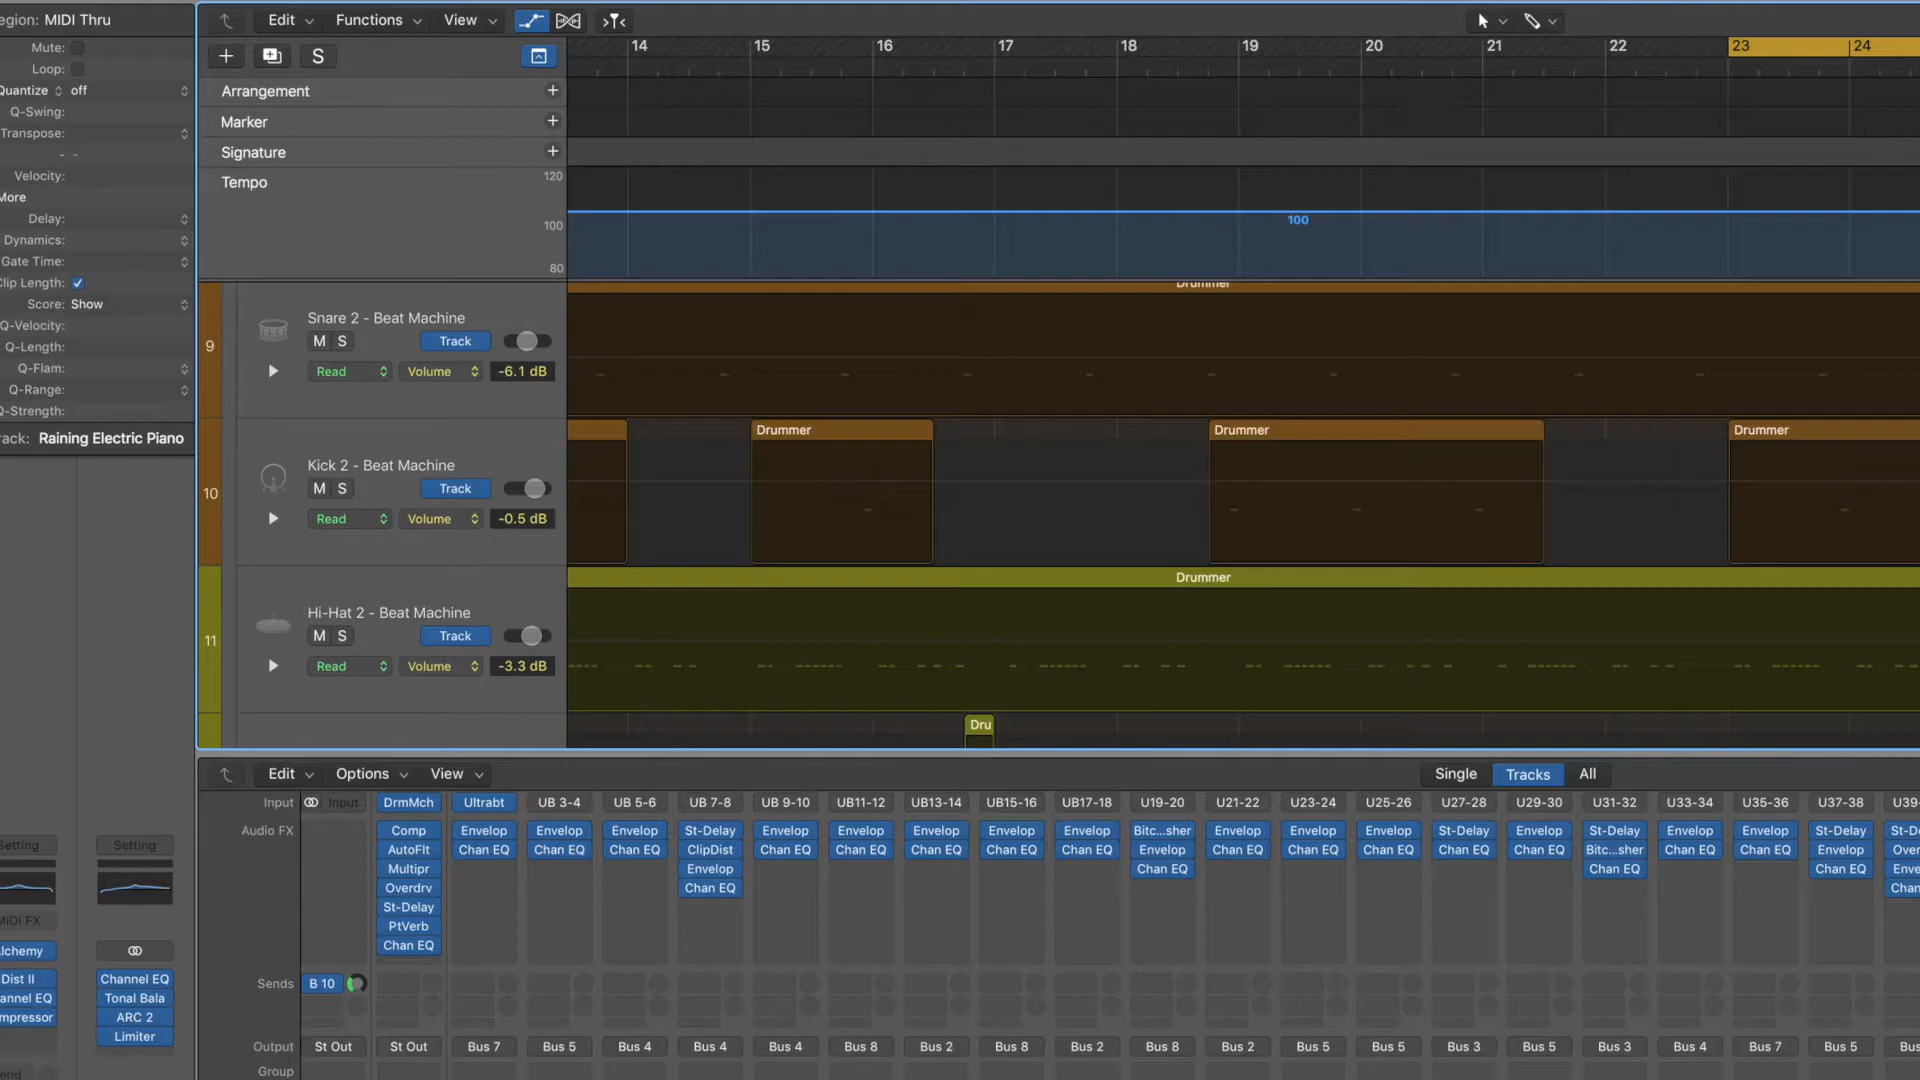 egion: MIDI Thru
Mute:
Loop:
Quantize off
Q-Swing:
Transpose:
- -
Velocity:
More
Delay:
Dynamics:
Gate Time:
Clip Length:
Score: Show
Q-Velocity:
Q-Length:
Q-Flam:
Q-Range:
Q-Strength:
rack: Raining Electric Piano
Setting Setting
MIDI FX
lchemy
Dist II Channel EQ
annel EQ Tonal Bala
mpressor ARC 2
Limiter
Edit Functions View
S
14 15 16 17 18 19 20 21 22 23 24
Arrangement +
Marker +
Signature +
Tempo 120
100
80
100
9
Snare 2 - Beat Machine
M S Track
Read Volume -6.1 dB
Drummer
10
Kick 2 - Beat Machine
M S Track
Read Volume -0.5 dB
Drummer Drummer Drummer
11
Hi-Hat 2 - Beat Machine
M S Track
Read Volume -3.3 dB
Drummer
Dru
Edit Options View Single Tracks All
Input Input DrmMch Ultrabt UB 3-4 UB 5-6 UB 7-8 UB 9-10 UB11-12 UB13-14 UB15-16 UB17-18 U19-20 U21-22 U23-24 U25-26 U27-28 U29-30 U31-32 U33-34 U35-36 U37-38 U39-
Audio FX Comp Envelop Envelop Envelop St-Delay Envelop Envelop Envelop Envelop Envelop Bitc...sher Envelop Envelop Envelop St-Delay Envelop St-Delay Envelop Envelop St-Delay St-D
AutoFlt Chan EQ Chan EQ Chan EQ ClipDist Chan EQ Chan EQ Chan EQ Chan EQ Chan EQ Envelop Chan EQ Chan EQ Chan EQ Chan EQ Chan EQ Bitc...sher Chan EQ Chan EQ Envelop Over
Multipr Envelop Chan EQ Chan EQ Chan EQ Enve
Overdrv Chan EQ Chan
St-Delay
PtVerb
Chan EQ
Sends B 10
Output St Out St Out Bus 7 Bus 5 Bus 4 Bus 4 Bus 4 Bus 8 Bus 2 Bus 8 Bus 2 Bus 8 Bus 2 Bus 5 Bus 5 Bus 3 Bus 5 Bus 3 Bus 4 Bus 7 Bus 5 Bus
Group